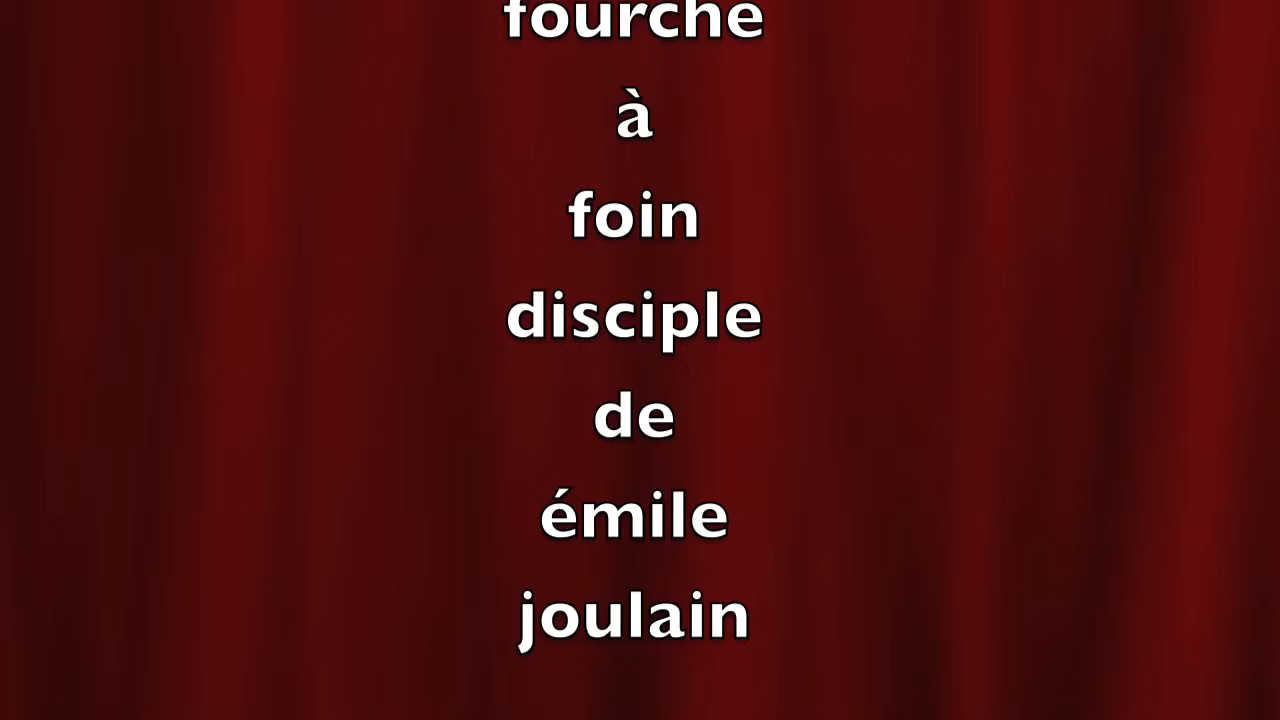 fourche
à
foin
disciple
de
émile
joulain